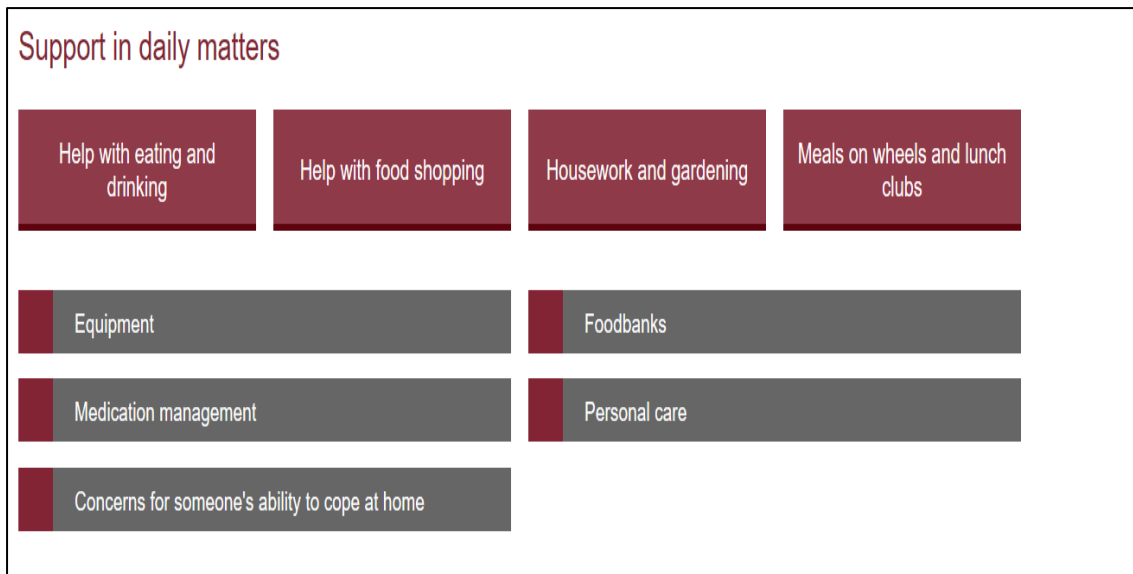 Support in daily matters
Help with eating and
drinking
Help with food shopping
Housework and gardening
Meals on wheels and lunch
clubs
Equipment
Foodbanks
Medication management
Personal care
Concerns for someone's ability to cope at home